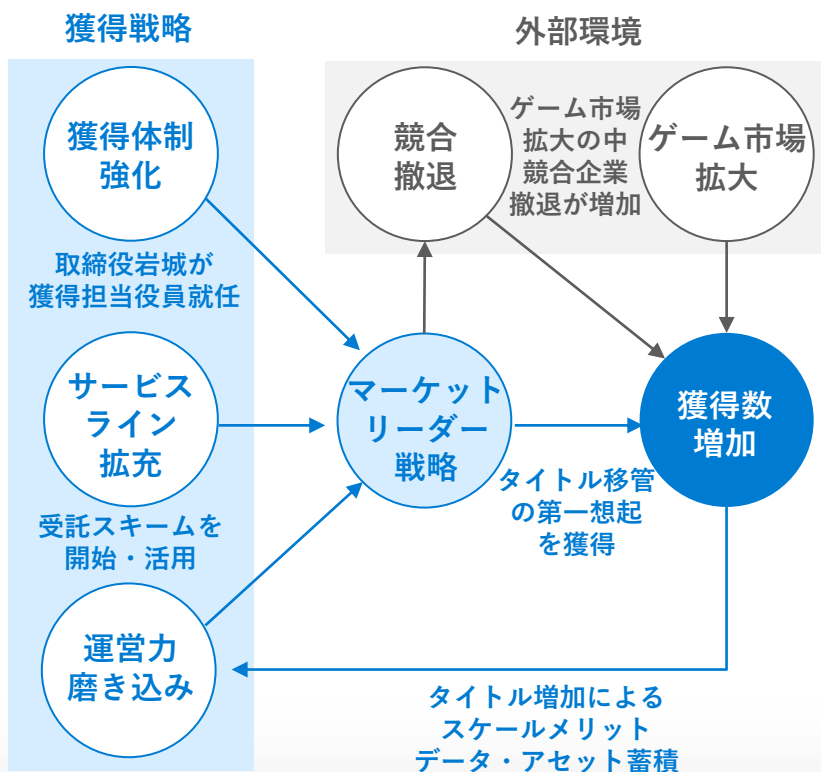 獲得戦略
獲得体制
強化
取締役岩城が
獲得担当役員就任
サービス
ライン
拡充
受託スキームを
開始・活用
運営力
磨き込み
外部環境
競合
撤退
ゲーム市場
拡大の中
競合企業
撤退が増加
ゲーム市場
拡大
マーケット
リーダー
戦略
タイトル移管
の第一想起
を獲得
獲得数
増加
タイトル増加による
スケールメリット
データ・アセット蓄積